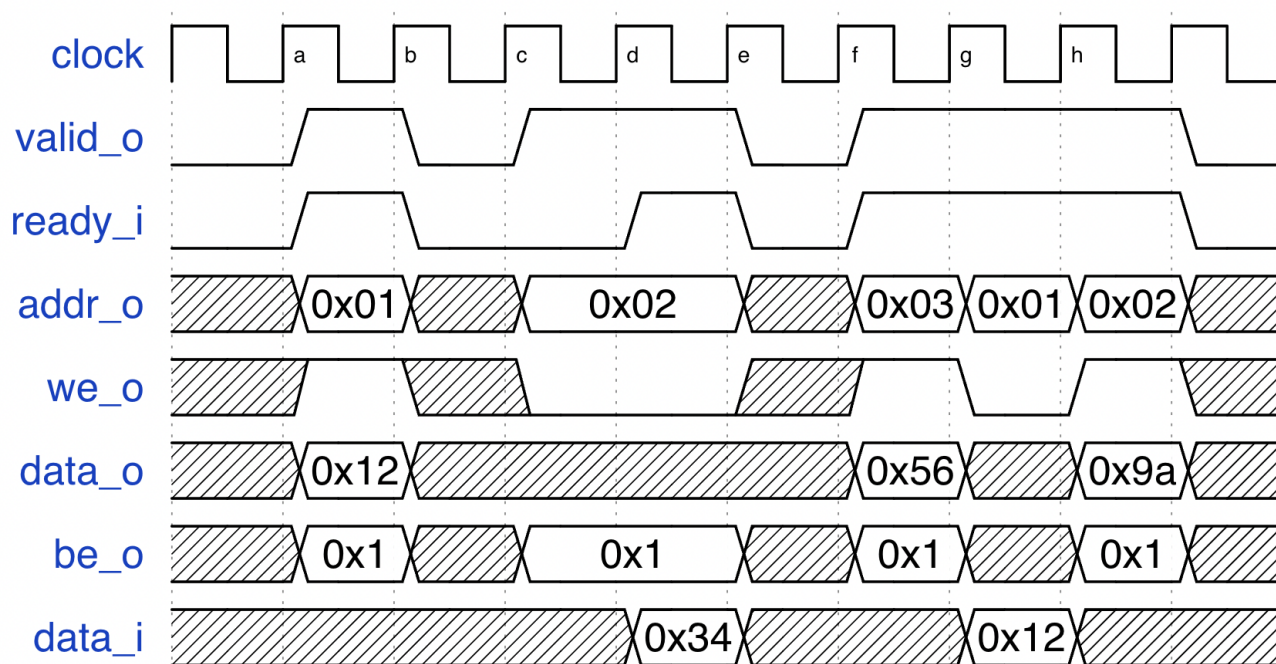 clock a b c d e f g h
valid_o
ready_i
addr_o 0x01 0x02 0x03 0x01 0x02
we_o
data_o 0x12 0x56 0x9a
be_o 0x1 0x1 0x1 0x1
data_i 0x34 0x12